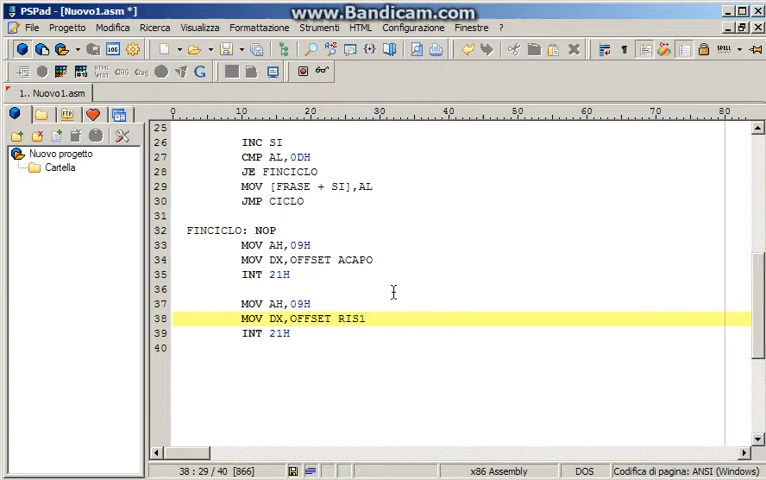 www.Bandicam.com
PSPad - [Nuovo1.asm *]
File Progetto Modifica Ricerca Visualizza Formattazione Strumenti HTML Configurazione Finestre ?
1.. Nuovo1.asm
0 10 20 30 40 50 60 70 80
Nuovo progetto
Cartella
25
26 INC SI
27 CMP AL,0DH
28 JE FINCICLO
29 MOV [FRASE + SI],AL
30 JMP CICLO
31
32 FINCICLO: NOP
33 MOV AH,09H
34 MOV DX,OFFSET ACAPO
35 INT 21H
36
37 MOV AH,09H
38 MOV DX,OFFSET RIS1
39 INT 21H
40
38 : 29 / 40 [866] x86 Assembly DOS Codifica di pagina: ANSI (Windows)